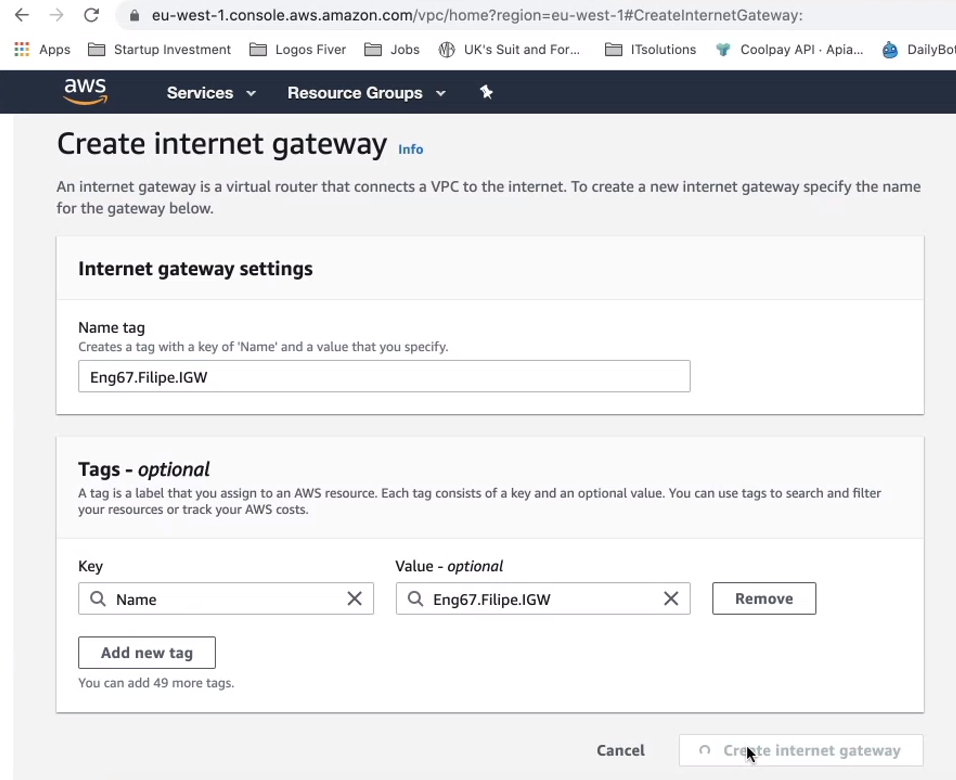 eu-west-1.console.aws.amazon.com/vpc/home?region=eu-west-1#CreateInternetGateway:
Apps Startup Investment Logos Fiver Jobs UK's Suit and For... ITsolutions Coolpay API · Apia... DailyBot
aws Services Resource Groups
Create internet gateway Info
An internet gateway is a virtual router that connects a VPC to the internet. To create a new internet gateway specify the name
for the gateway below.
Internet gateway settings
Name tag
Creates a tag with a key of 'Name' and a value that you specify.
Eng67.Filipe.IGW
Tags - optional
A tag is a label that you assign to an AWS resource. Each tag consists of a key and an optional value. You can use tags to search and filter
your resources or track your AWS costs.
Key Value - optional
Name Eng67.Filipe.IGW Remove
Add new tag
You can add 49 more tags.
Cancel Create internet gateway